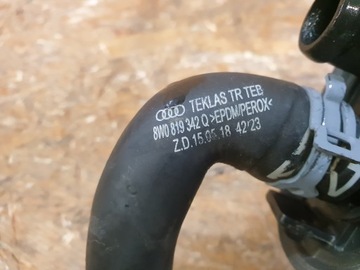 TEKLAS TR TEB
8W0 819 342 Q >EPDM/PEROX<
Z.D.15.05.18 42/23